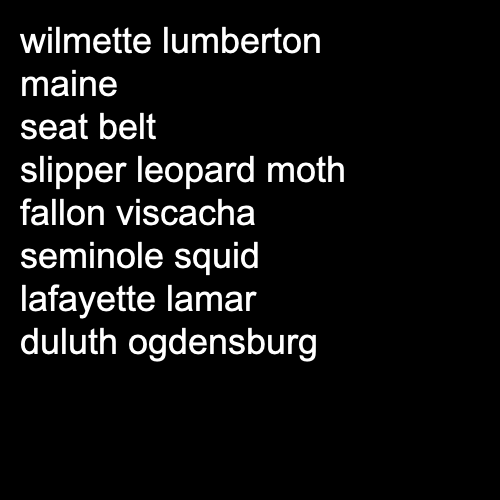 wilmette lumberton
maine
seat belt
slipper leopard moth
fallon viscacha
seminole squid
lafayette lamar
duluth ogdensburg